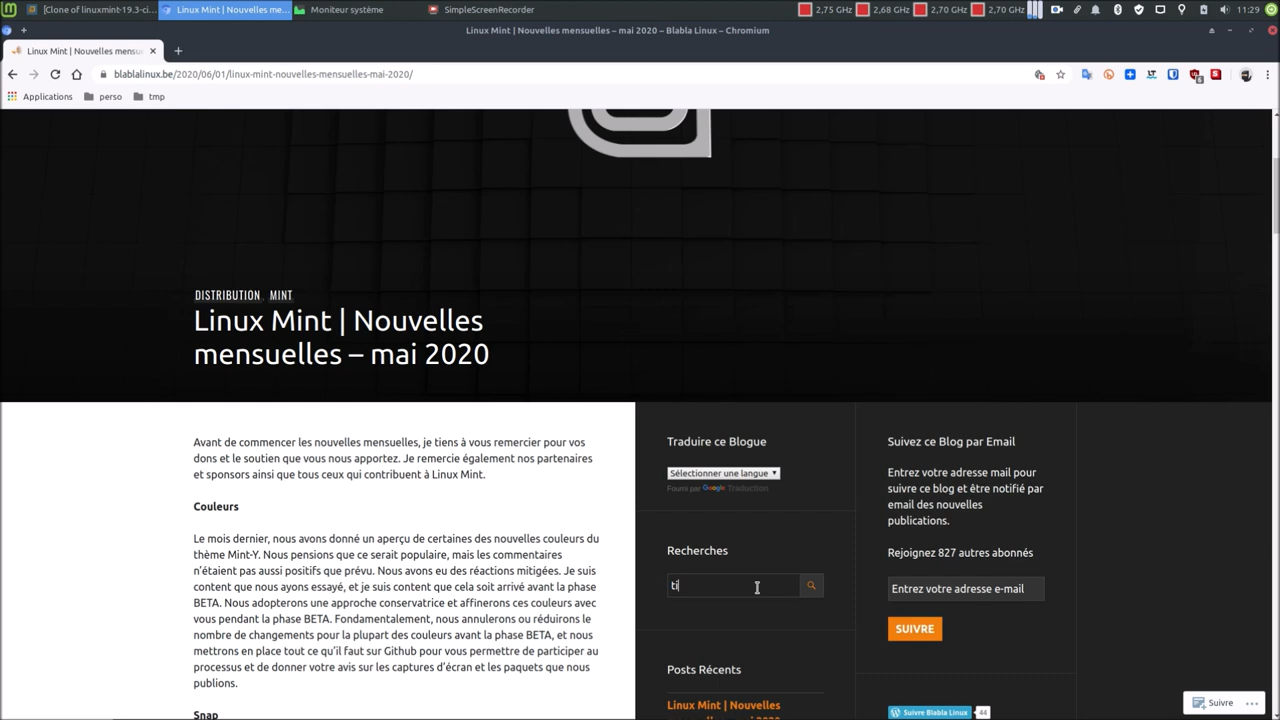 [Clone of linuxmint-19.3-ci...
Linux Mint | Nouvelles me...
Moniteur système
SimpleScreenRecorder
2,75 GHz
2,68 GHz
2,70 GHz
2,70 GHz
11:29
Linux Mint | Nouvelles mensuelles – mai 2020 – Blabla Linux – Chromium
Linux Mint | Nouvelles mensu
blablalinux.be/2020/06/01/linux-mint-nouvelles-mensuelles-mai-2020/
Applications
perso
tmp
DISTRIBUTION, MINT
Linux Mint | Nouvelles
mensuelles – mai 2020
Avant de commencer les nouvelles mensuelles, je tiens à vous remercier pour vos
dons et le soutien que vous nous apportez. Je remercie également nos partenaires
et sponsors ainsi que tous ceux qui contribuent à Linux Mint.
Couleurs
Le mois dernier, nous avons donné un aperçu de certaines des nouvelles couleurs du
thème Mint-Y. Nous pensions que ce serait populaire, mais les commentaires
n'étaient pas aussi positifs que prévu. Nous avons eu des réactions mitigées. Je suis
content que nous ayons essayé, et je suis content que cela soit arrivé avant la phase
BETA. Nous adopterons une approche conservatrice et affinerons ces couleurs avec
vous pendant la phase BETA. Fondamentalement, nous annulerons ou réduirons le
nombre de changements pour la plupart des couleurs avant la phase BETA, et nous
mettrons en place tout ce qu'il faut sur Github pour vous permettre de participer au
processus et de donner votre avis sur les captures d'écran et les paquets que nous
publions.
Snap
Traduire ce Blogue
Sélectionner une langue
Fourni par Google Traduction
Recherches
ti
Posts Récents
Linux Mint | Nouvelles
mensuelles – mai 2020
Suivez ce Blog par Email
Entrez votre adresse mail pour
suivre ce blog et être notifié par
email des nouvelles
publications.
Rejoignez 827 autres abonnés
Entrez votre adresse e-mail
SUIVRE
Suivre Blabla Linux
44
Suivre